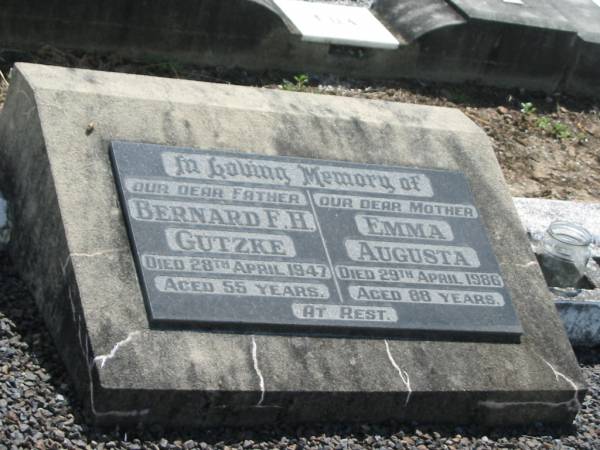 In Loving Memory of
OUR DEAR FATHER
BERNARD F. H.
GUTZKE
DIED 28TH APRIL 1947
AGED 55 YEARS.
OUR DEAR MOTHER
EMMA
AUGUSTA
DIED 29TH APRIL 1986
AGED 88 YEARS.
AT REST.